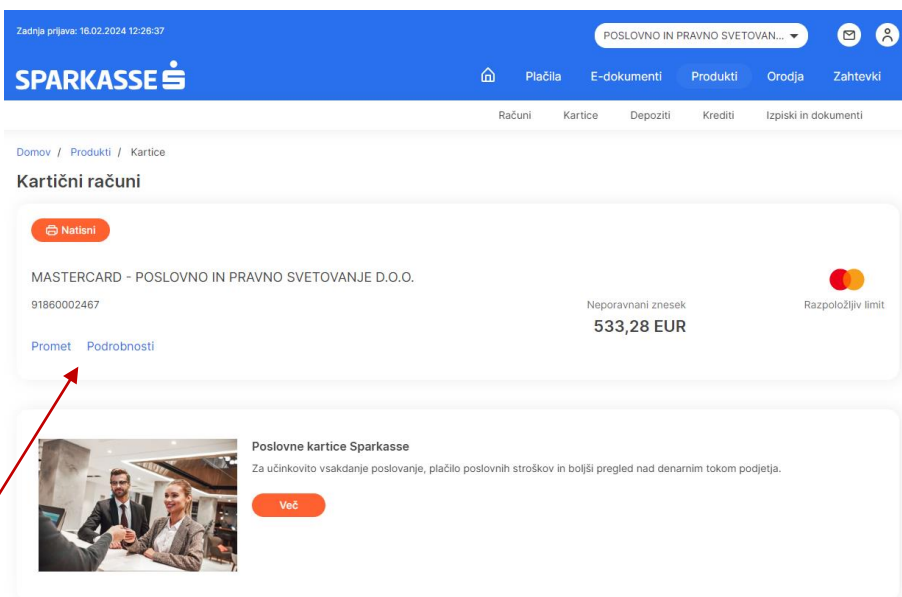 Zadnja prijava: 16.02.2024 12:26:37
POSLOVNO IN PRAVNO SVETOVAN...
SPARKASSE
Plačila E-dokumenti Produkti Orodja Zahtevki
Računi Kartice Depoziti Krediti Izpiski in dokumenti
Domov / Produkti / Kartice
Kartični računi
Natisni
MASTERCARD - POSLOVNO IN PRAVNO SVETOVANJE D.O.O.
91860002467 Neporavnani znesek Razpoložljiv limit
533,28 EUR
Promet Podrobnosti
Poslovne kartice Sparkasse
Za učinkovito vsakdanje poslovanje, plačilo poslovnih stroškov in boljši pregled nad denarnim tokom podjetja.
Več